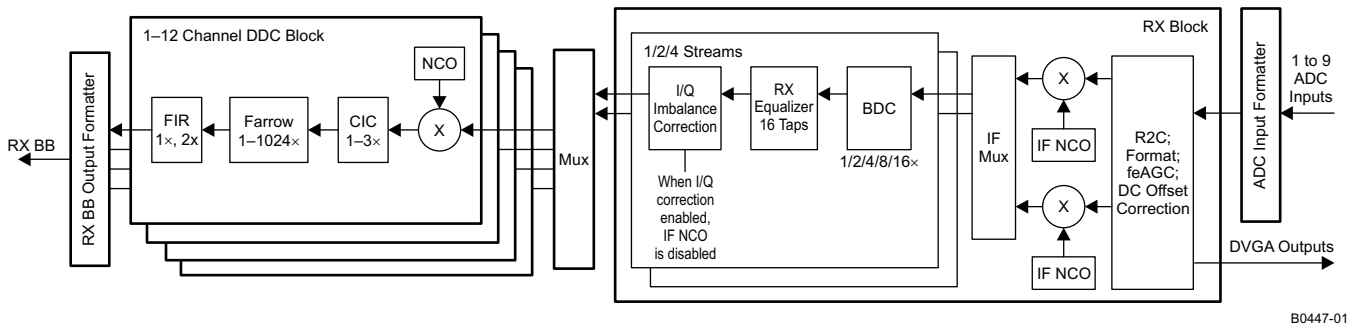 1–12 Channel DDC Block
RX BB Output Formatter
RX BB
FIR
1×, 2x
Farrow
1–1024×
CIC
1–3×
NCO
X
Mux
RX Block
1/2/4 Streams
I/Q
Imbalance
Correction
When I/Q
correction
enabled,
IF NCO
is disabled
RX
Equalizer
16 Taps
BDC
1/2/4/8/16×
IF
Mux
X
IF NCO
X
IF NCO
R2C;
Format;
feAGC;
DC Offset
Correction
ADC Input Formatter
1 to 9
ADC
Inputs
DVGA Outputs
B0447-01